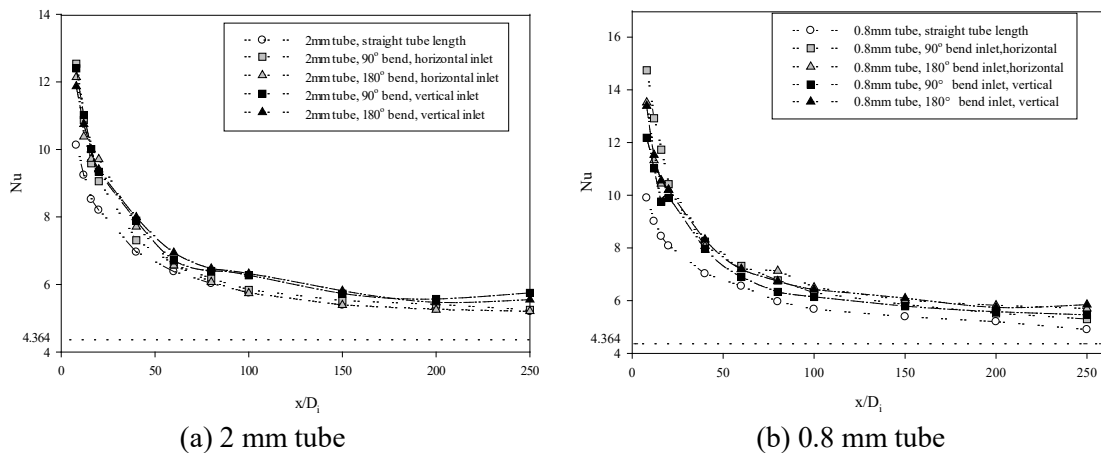 2mm tube, straight tube length
2mm tube, 90° bend, horizontal inlet
2mm tube, 180° bend, horizontal inlet
2mm tube, 90° bend, vertical inlet
2mm tube, 180° bend, vertical inlet
14
12
10
8
6
4.364
4
Nu
0 50 100 150 200 250
x/Di
(a) 2 mm tube
0.8mm tube, straight tube length
0.8mm tube, 90° bend inlet,horizontal
0.8mm tube, 180° bend inlet,horizontal
0.8mm tube, 90° bend inlet, vertical
0.8mm tube, 180° bend inlet, vertical
16
14
12
10
8
6
4.364
4
Nu
0 50 100 150 200 250
x/Di
(b) 0.8 mm tube